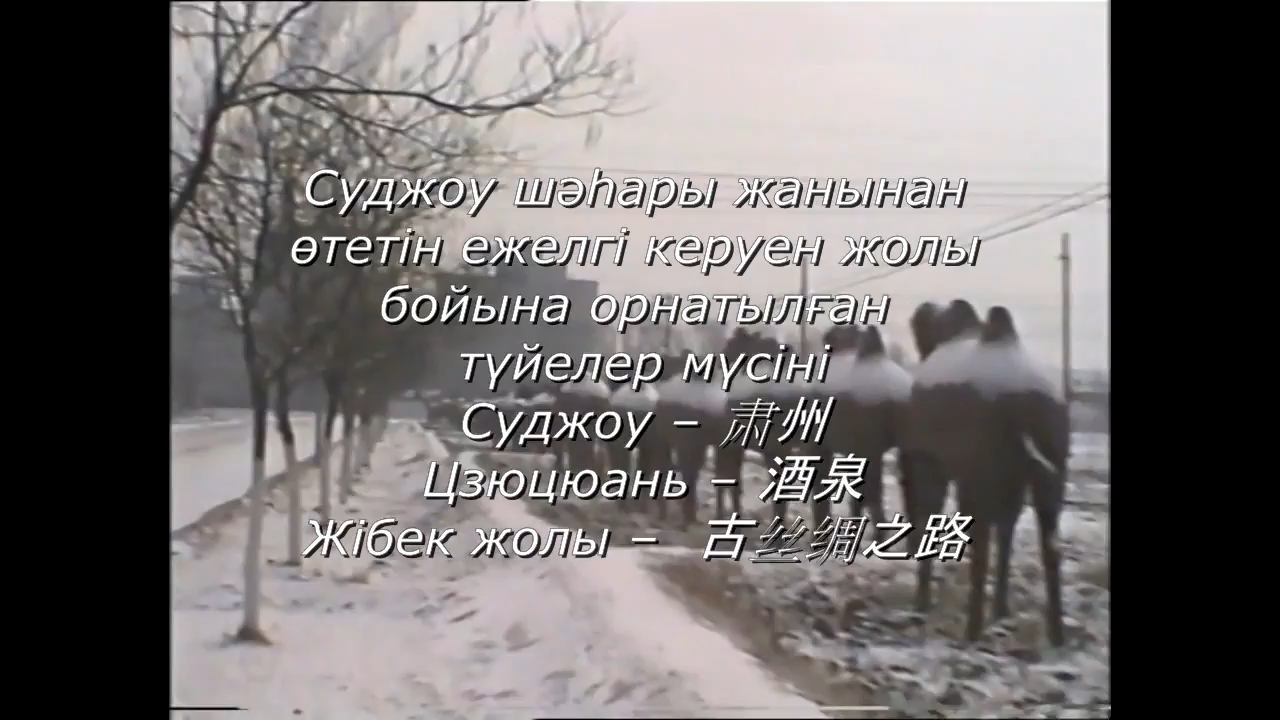 Суджоу шәһары жанынан
өтетін ежелгі керуен жолы
бойына орнатылған
түйелер мүсіні
Суджоу – 肃州
Цзюцюань – 酒泉
Жібек жолы – 古丝绸之路